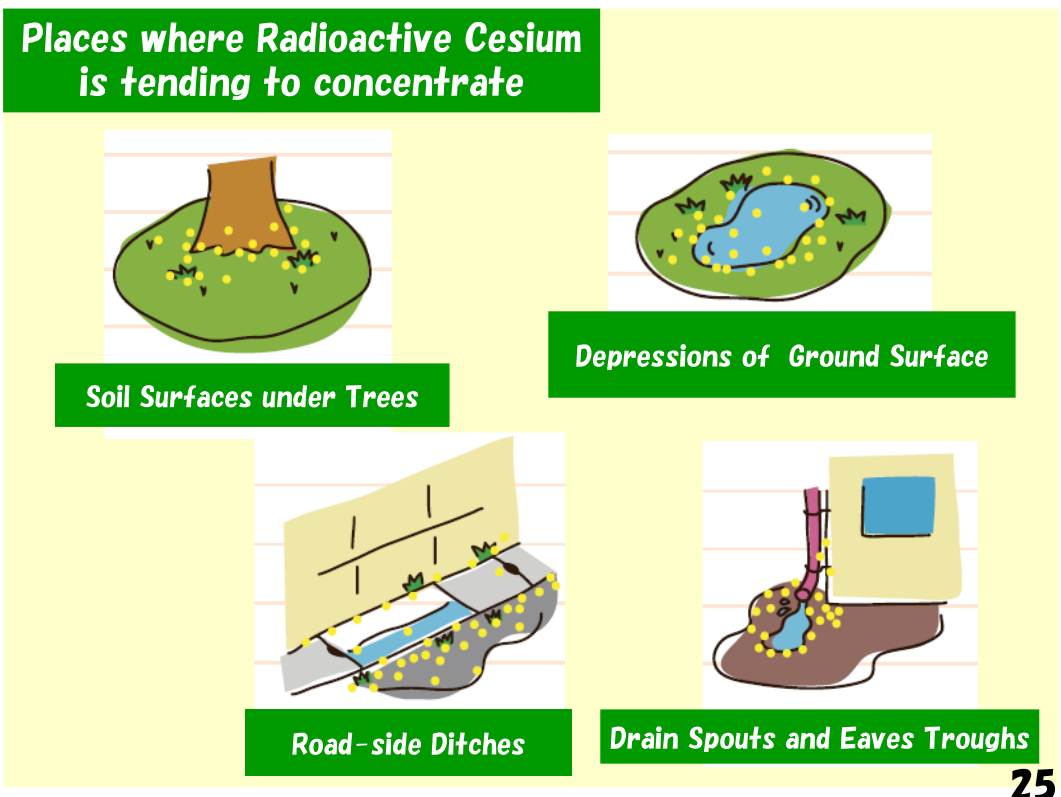 Places where Radioactive Cesium
is tending to concentrate
Soil Surfaces under Trees
Depressions of Ground Surface
Road-side Ditches
Drain Spouts and Eaves Troughs
25